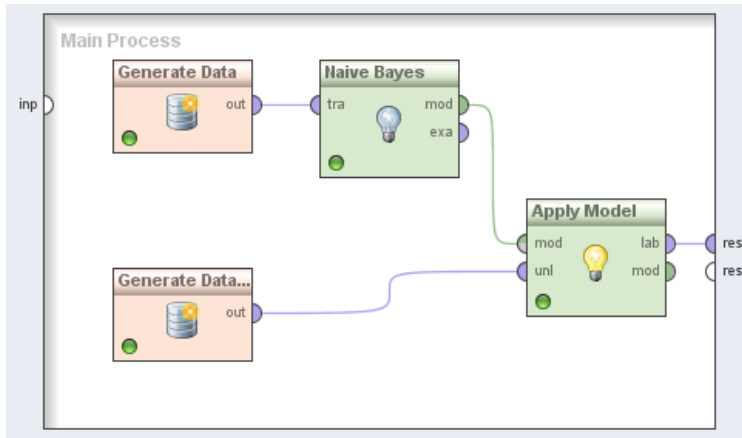 Main Process
Generate Data
Naive Bayes
inp
out
tra
mod
exa
Apply Model
mod
lab
res
unl
mod
res
Generate Data...
out